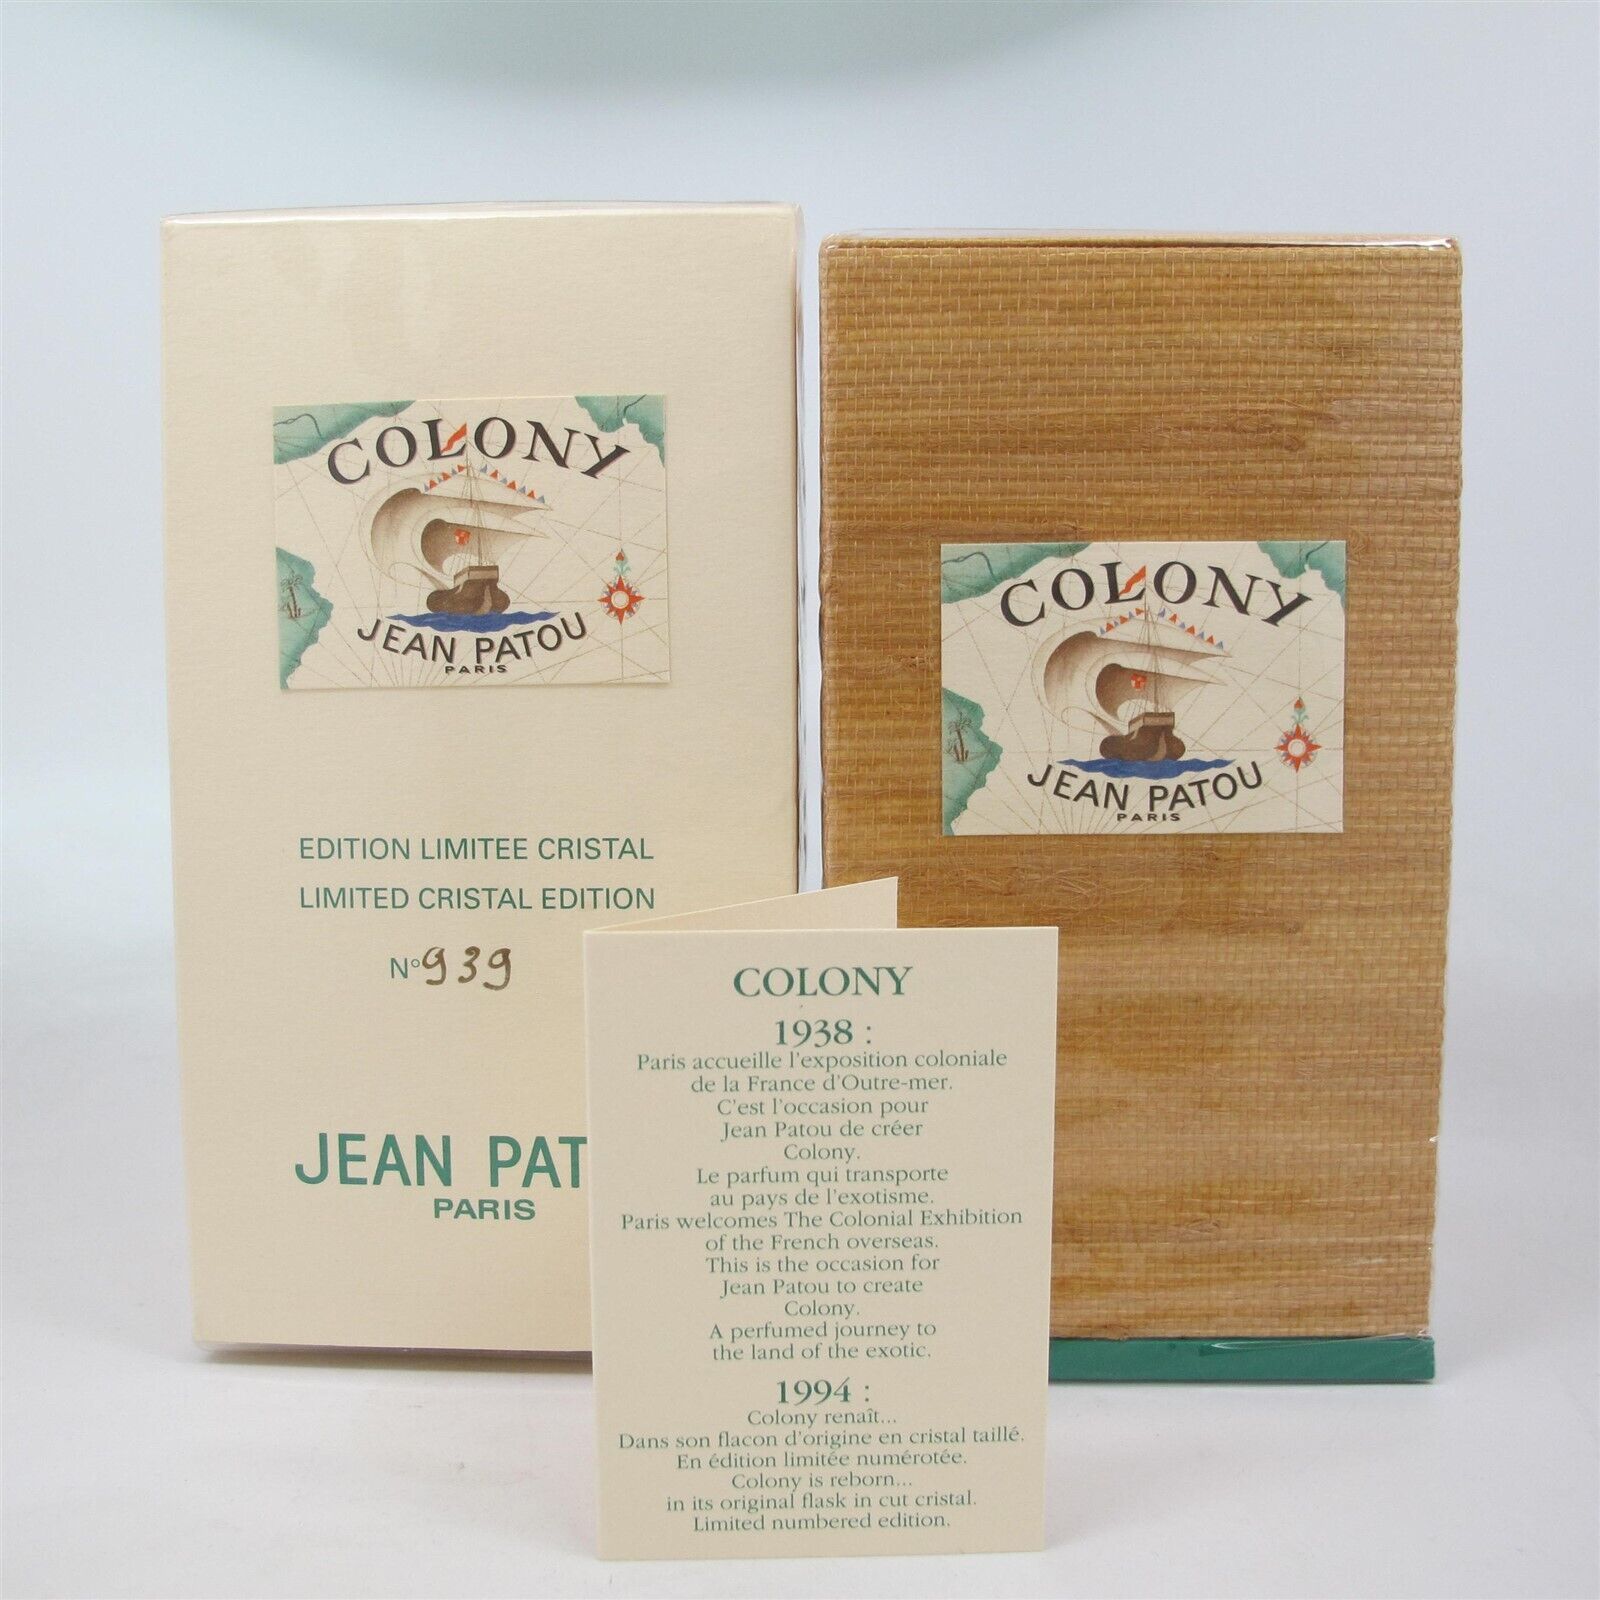 COLONY
JEAN PATOU
PARIS
EDITION LIMITEE CRISTAL
LIMITED CRISTAL EDITION
N° 939
JEAN PAT
PARIS
COLONY
JEAN PATOU
PARIS
COLONY
1938 :
Paris accueille l'exposition coloniale
de la France d'Outre-mer.
C'est l'occasion pour
Jean Patou de créer
Colony.
Le parfum qui transporte
au pays de l'exotisme.
Paris welcomes The Colonial Exhibition
of the French overseas.
This is the occasion for
Jean Patou to create
Colony.
A perfumed journey to
the land of the exotic.
1994 :
Colony renaît...
Dans son flacon d'origine en cristal taillé.
En édition limitée numérotée.
Colony is reborn...
in its original flask in cut cristal.
Limited numbered edition.